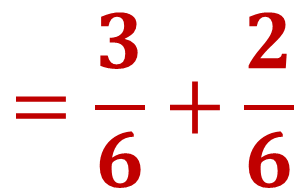 = 3/6 + 2/6